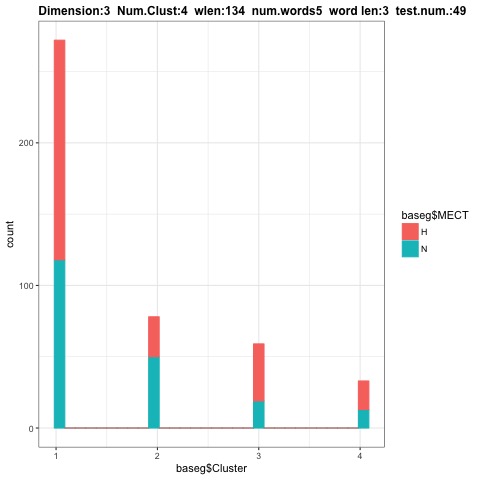 Dimension:3 Num.Clust:4 wlen:134 num.words5 word len:3 test.num.:49
200
100
0
count
1 2 3 4
baseg$Cluster
baseg$MECT
H
N